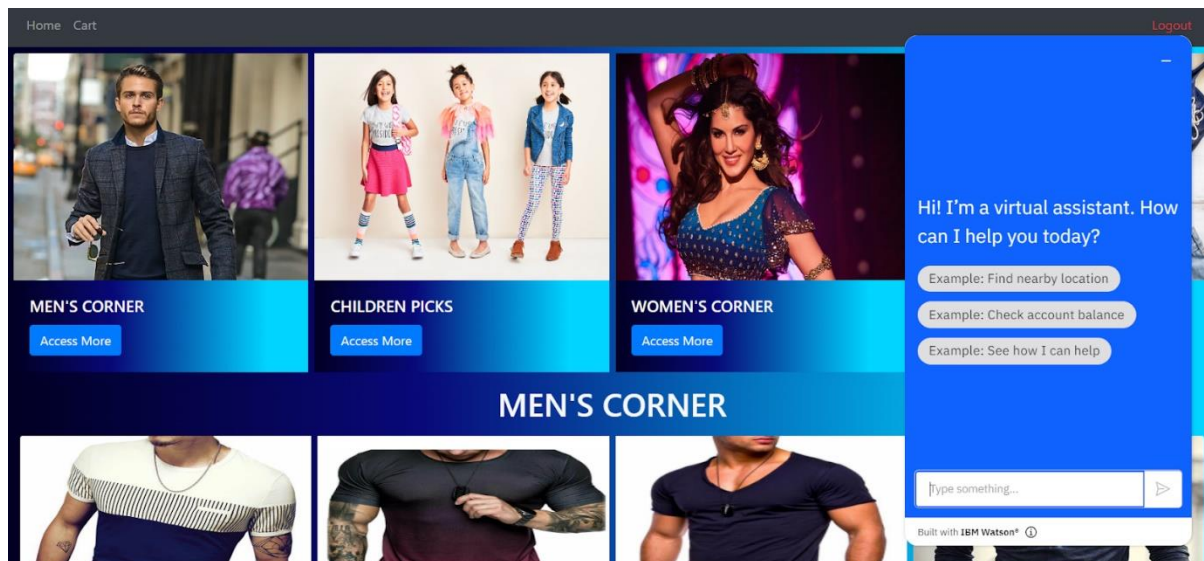 Home Cart Logout
MEN'S CORNER
Access More
CHILDREN PICKS
Access More
WOMEN'S CORNER
Access More
MEN'S CORNER
Hi! I'm a virtual assistant. How
can I help you today?
Example: Find nearby location
Example: Check account balance
Example: See how I can help
Type something...
Built with IBM Watson®